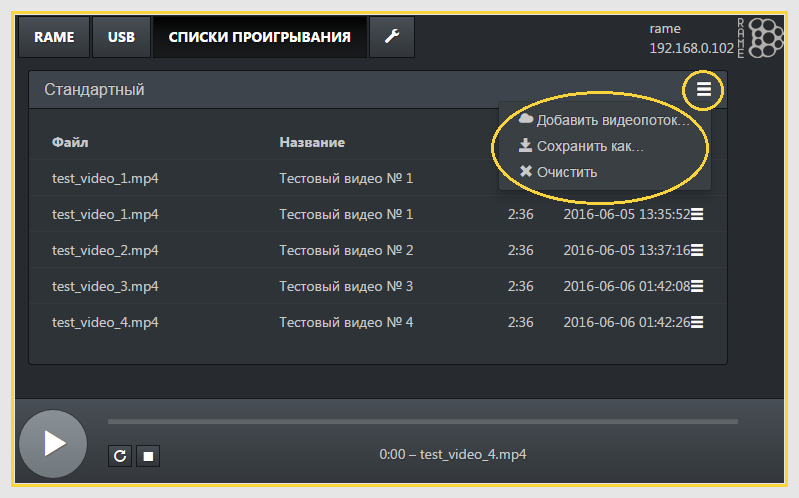 RAME USB СПИСКИ ПРОИГРЫВАНИЯ rame
192.168.0.102
RAME
Стандартный
Добавить видеопоток...
Сохранить как...
Очистить
Файл Название
test_video_1.mp4 Тестовый видео № 1
test_video_1.mp4 Тестовый видео № 1 2:36 2016-06-05 13:35:52
test_video_2.mp4 Тестовый видео № 2 2:36 2016-06-05 13:37:16
test_video_3.mp4 Тестовый видео № 3 2:36 2016-06-06 01:42:08
test_video_4.mp4 Тестовый видео № 4 2:36 2016-06-06 01:42:26
0:00 – test_video_4.mp4